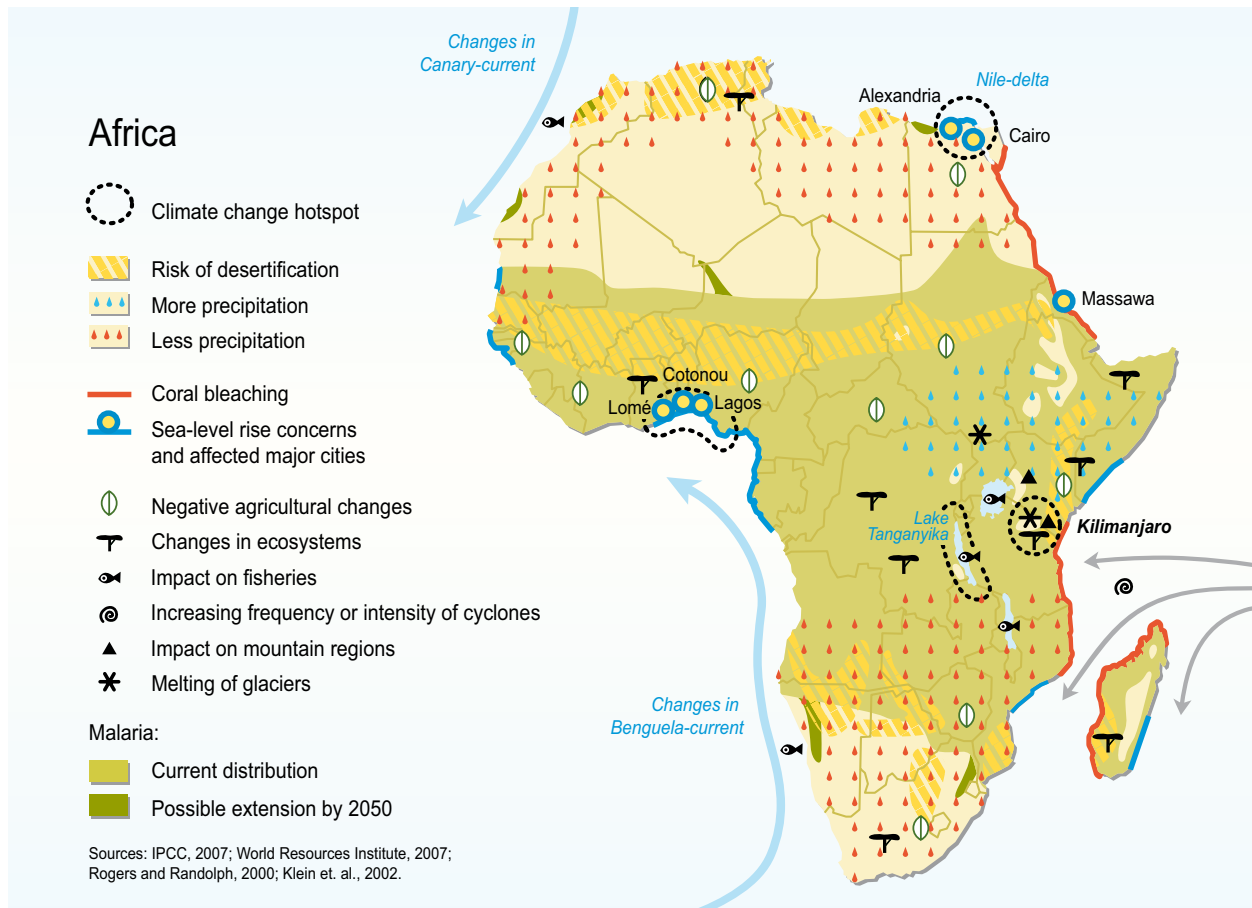 Changes in
Canary-current
Nile-delta
Alexandria
Cairo
Africa
Climate change hotspot
Risk of desertification
More precipitation
Less precipitation
Massawa
Coral bleaching
Cotonou
Lomé
Lagos
Sea-level rise concerns
and affected major cities
Negative agricultural changes
Changes in ecosystems
Impact on fisheries
Increasing frequency or intensity of cyclones
Impact on mountain regions
Melting of glaciers
Lake
Tanganyika
Kilimanjaro
Changes in
Benguela-current
Malaria:
Current distribution
Possible extension by 2050
Sources: IPCC, 2007; World Resources Institute, 2007;
Rogers and Randolph, 2000; Klein et. al., 2002.